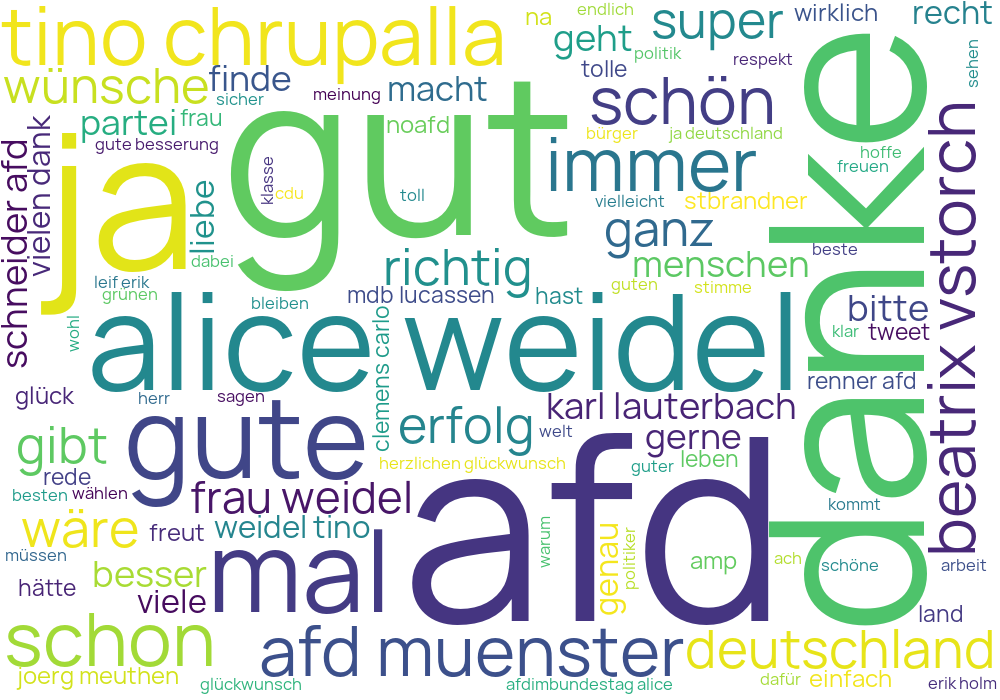 tino chrupalla
na
endlich
super
wirklich
recht
geht
politik
respekt
sehen
wünsche
finde
sicher
meinung
macht
tolle
schön
danke
partei
frau
gute besserung
noafd
bürger
ja deutschland
immer
hoffe
freuen
schneider afd
vielen dank
ja
gut
klasse
cdu
toll
vielleicht
stbrandner
beatrix vstorch
liebe
ganz
beste
dabei
richtig
menschen
leif erik
grünen
bleiben
mdb lucassen
hast
guten
stimme
bitte
klar
tweet
wohl
alice weidel
clemens carlo
renner afd
glück
herr
sagen
gute
erfolg
karl lauterbach
welt
gerne
gibt
herzlichen glückwunsch
guter
leben
rede
besten
wählen
frau weidel
afd
kommt
wäre
freut
weidel tino
warum
genau
politiker
amp
ach
schöne
arbeit
müssen
hätte
besser
mal
viele
land
schon
afd muenster
deutschland
joerg meuthen
glückwunsch
afdimbundestag alice
dafür
einfach
erik holm